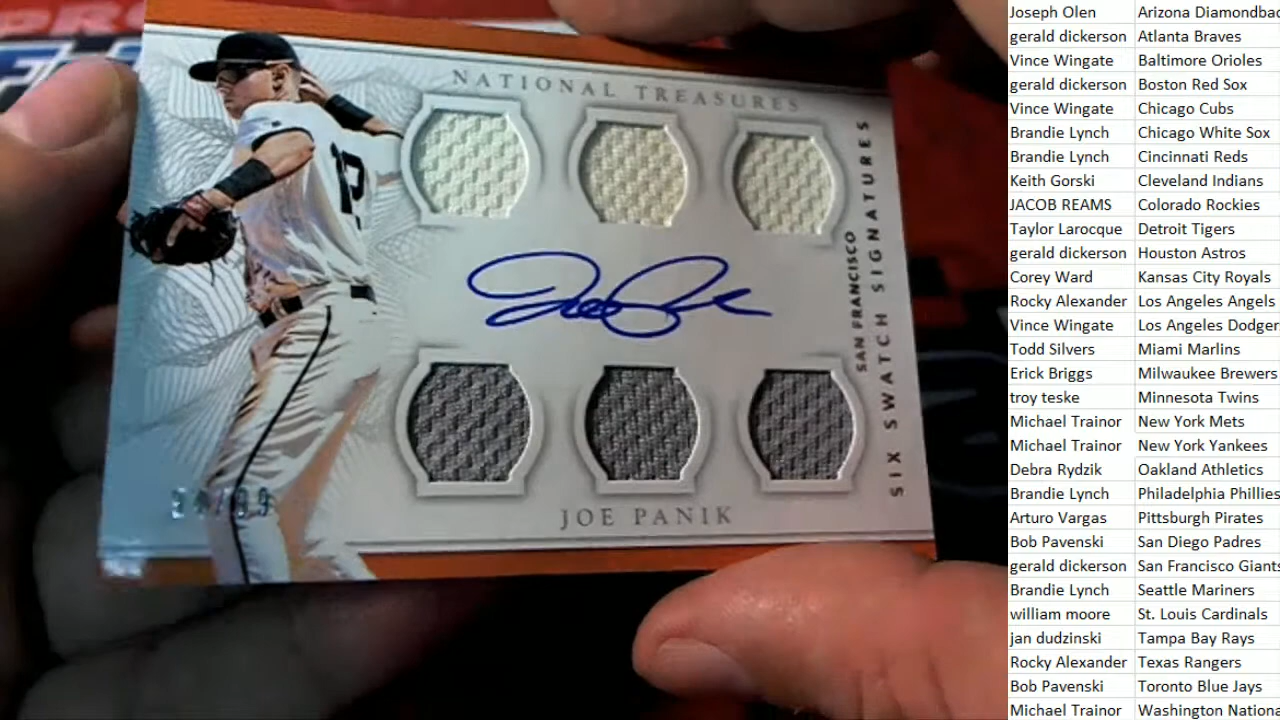 NATIONAL TREASURES
SAN FRANCISCO
SIX SWATCH SIGNATURES
JOE PANIK
Joseph Olen Arizona Diamondbac
gerald dickerson Atlanta Braves
Vince Wingate Baltimore Orioles
gerald dickerson Boston Red Sox
Vince Wingate Chicago Cubs
Brandie Lynch Chicago White Sox
Brandie Lynch Cincinnati Reds
Keith Gorski Cleveland Indians
JACOB REAMS Colorado Rockies
Taylor Larocque Detroit Tigers
gerald dickerson Houston Astros
Corey Ward Kansas City Royals
Rocky Alexander Los Angeles Angels
Vince Wingate Los Angeles Dodger
Todd Silvers Miami Marlins
Erick Briggs Milwaukee Brewers
troy teske Minnesota Twins
Michael Trainor New York Mets
Michael Trainor New York Yankees
Debra Rydzik Oakland Athletics
Brandie Lynch Philadelphia Phillies
Arturo Vargas Pittsburgh Pirates
Bob Pavenski San Diego Padres
gerald dickerson San Francisco Giants
Brandie Lynch Seattle Mariners
william moore St. Louis Cardinals
jan dudzinski Tampa Bay Rays
Rocky Alexander Texas Rangers
Bob Pavenski Toronto Blue Jays
Michael Trainor Washington Nationa